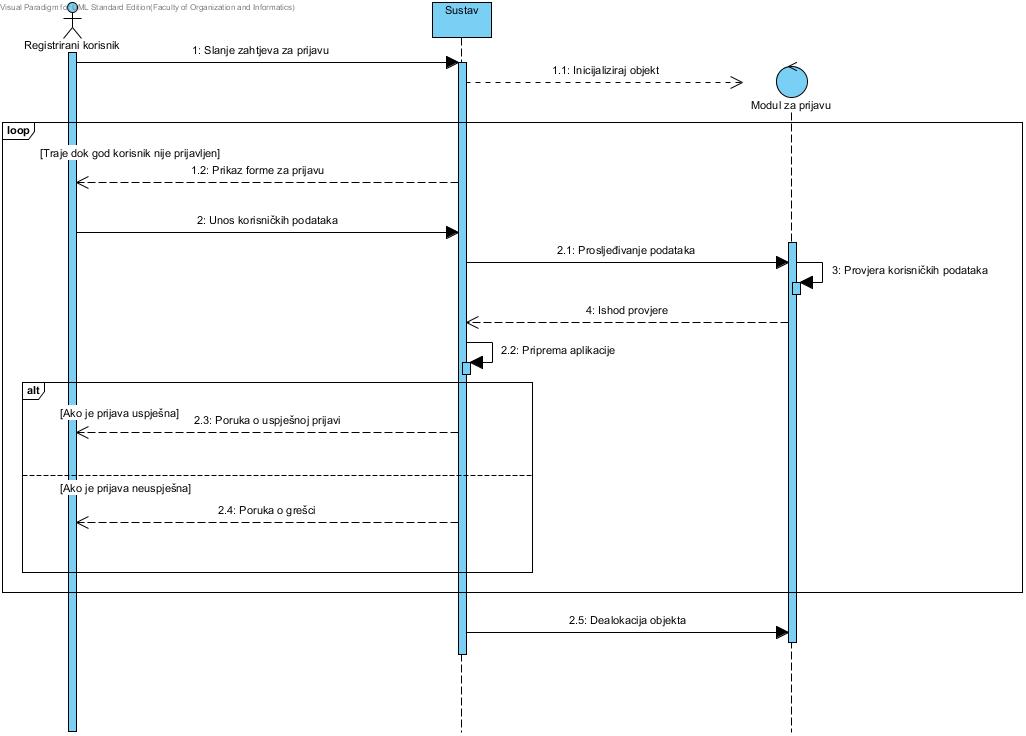 Visual Paradigm for UML Standard Edition(Faculty of Organization and Informatics)
Sustav
Registrirani korisnik
1: Slanje zahtjeva za prijavu
1.1: Inicijaliziraj objekt
Modul za prijavu
loop
[Traje dok god korisnik nije prijavljen]
1.2: Prikaz forme za prijavu
2: Unos korisničkih podataka
2.1: Prosljeđivanje podataka
3: Provjera korisničkih podataka
4: Ishod provjere
2.2: Priprema aplikacije
alt
[Ako je prijava uspješna]
2.3: Poruka o uspješnoj prijavi
[Ako je prijava neuspješna]
2.4: Poruka o grešci
2.5: Dealokacija objekta